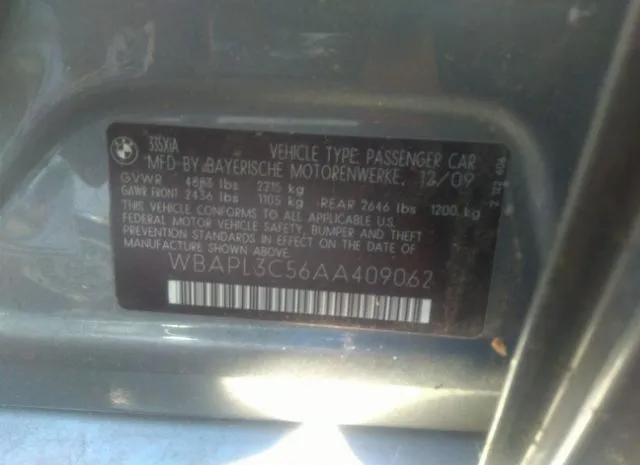 335XIA
VEHICLE TYPE: PASSENGER CAR
MFD BY: BAYERISCHE MOTORENWERKE, 12/09
GVWR 4883 lbs 2215 kg
GAWR FRONT 2436 lbs 1105 kg REAR 2646 lbs 1200 kg
THIS VEHICLE CONFORMS TO ALL APPLICABLE U.S.
FEDERAL MOTOR VEHICLE SAFETY, BUMPER AND THEFT
PREVENTION STANDARDS IN EFFECT ON THE DATE OF
MANUFACTURE SHOWN ABOVE.
WBAPL3C56AA409062